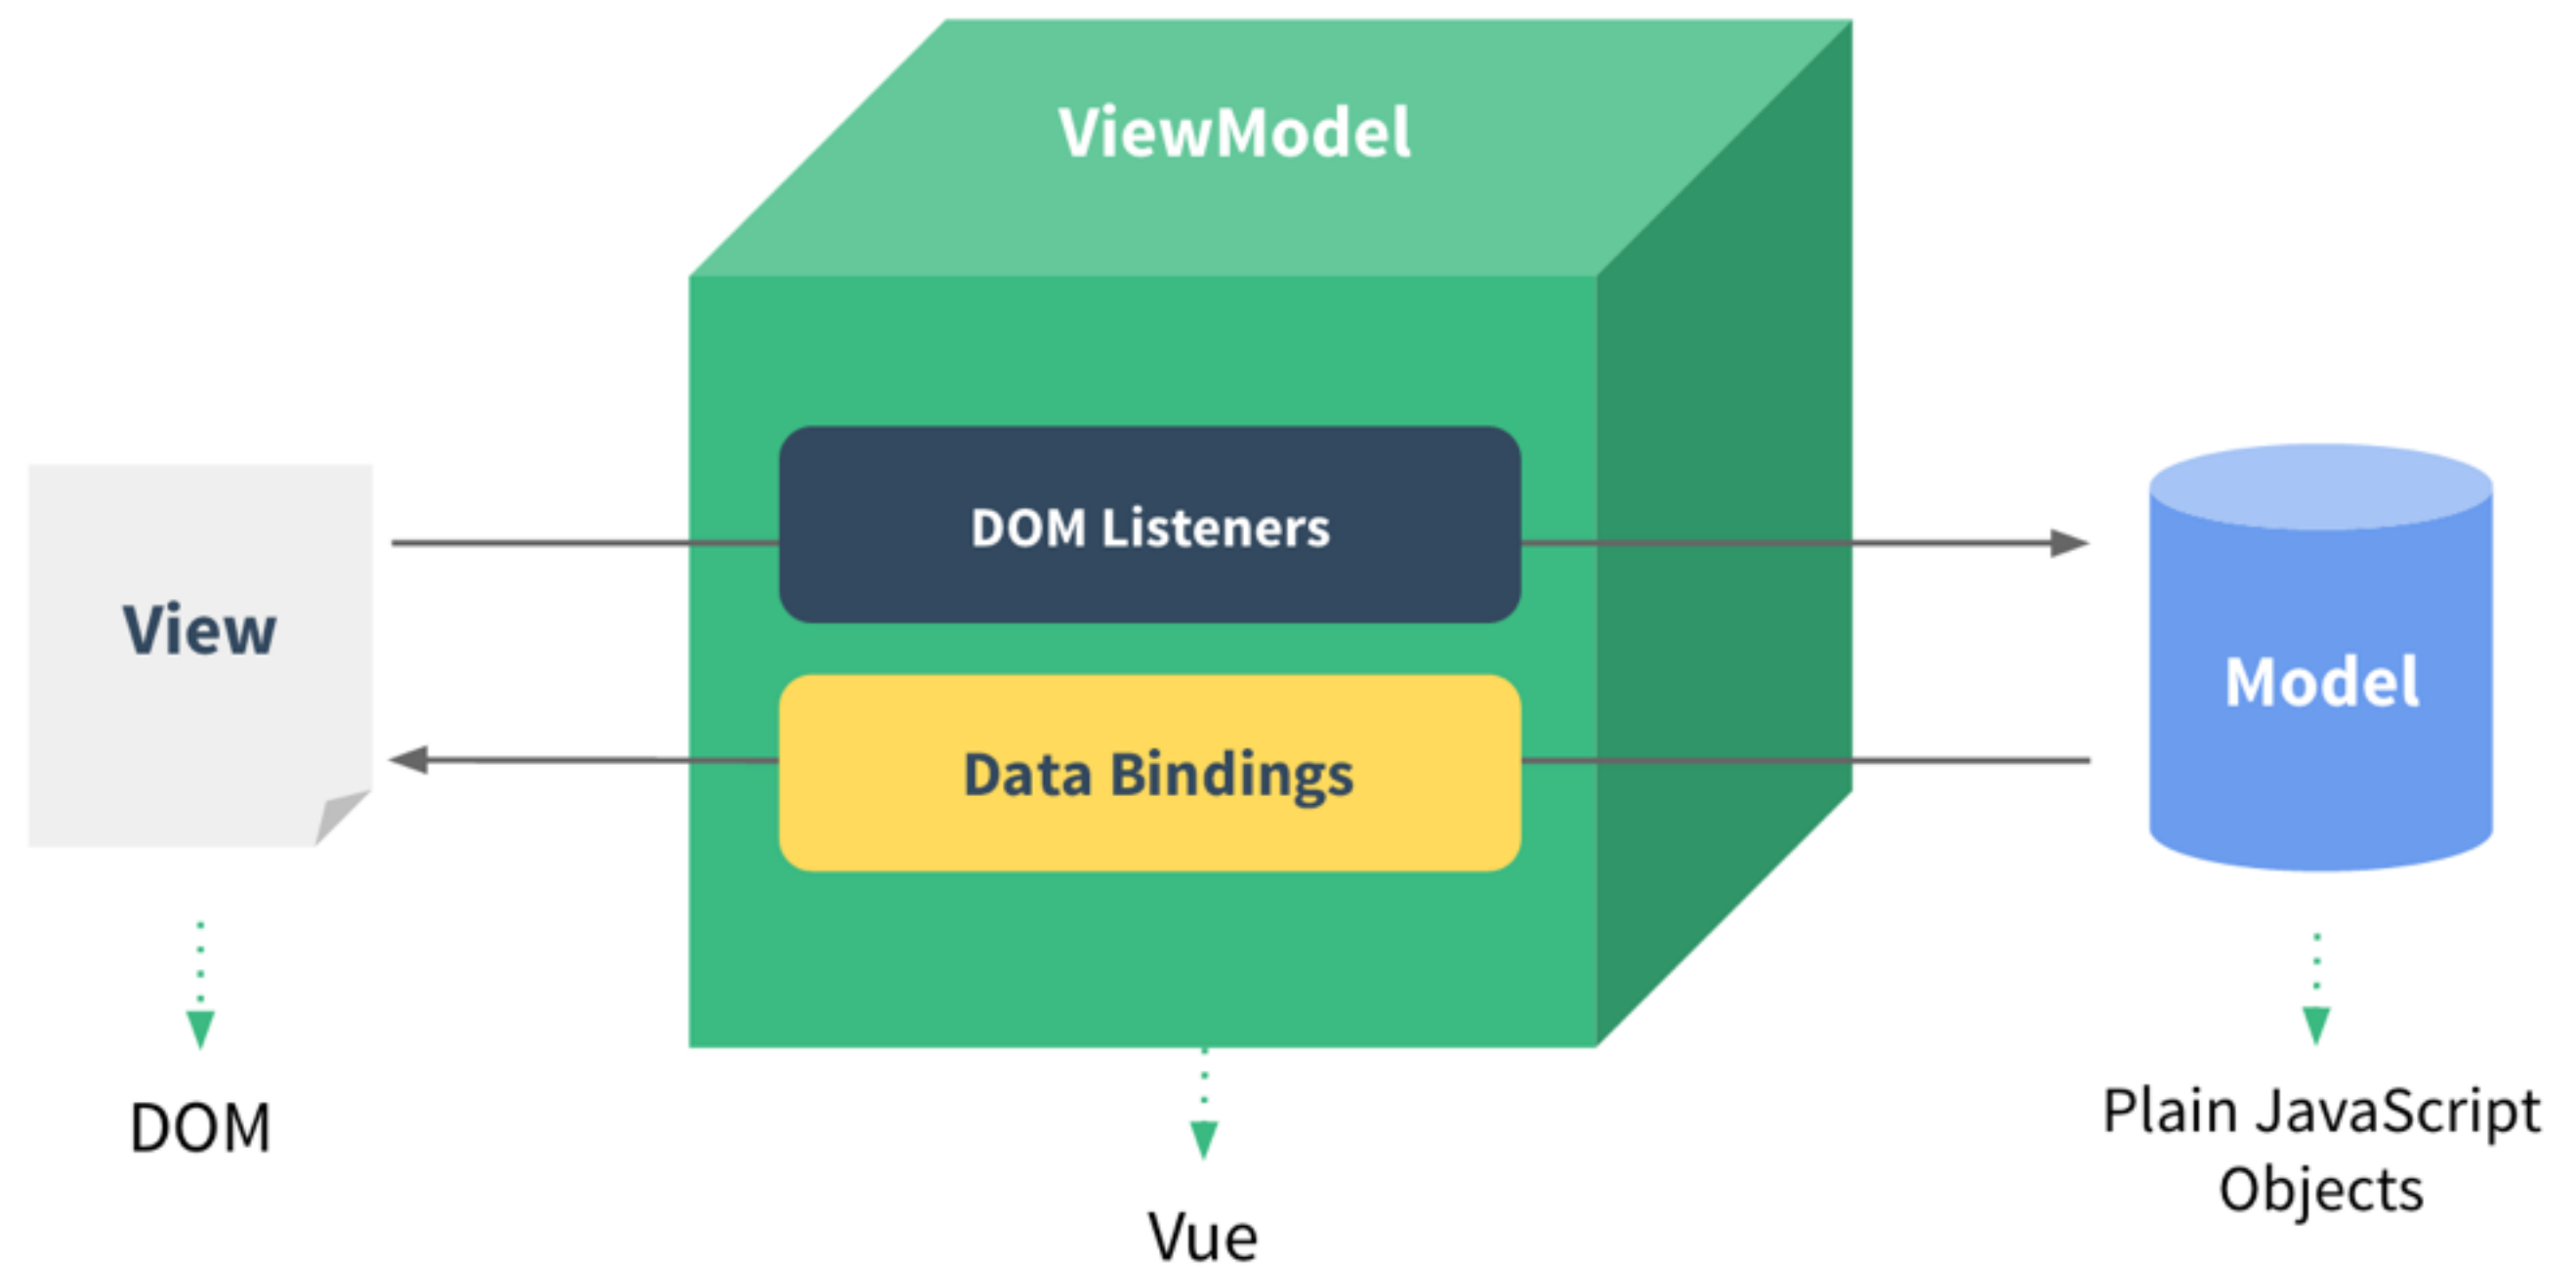 ViewModel
DOM Listeners
View
Model
Data Bindings
DOM
Plain JavaScript
Objects
Vue